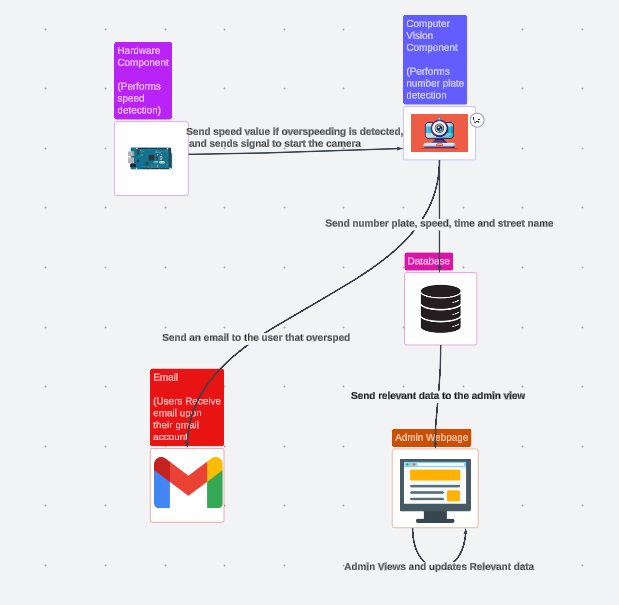 Computer
Vision
Component
(Performs
number plate
detection
Hardware
Component
(Performs
speed
detection)
Send speed value if overspeeding is detected,
and sends signal to start the camera
Send number plate, speed, time and street name
Database
Send an email to the user that oversped
Email
(Users Receive
email upon
their gmail
account
Send relevant data to the admin view
Admin Webpage
Admin Views and updates Relevant data